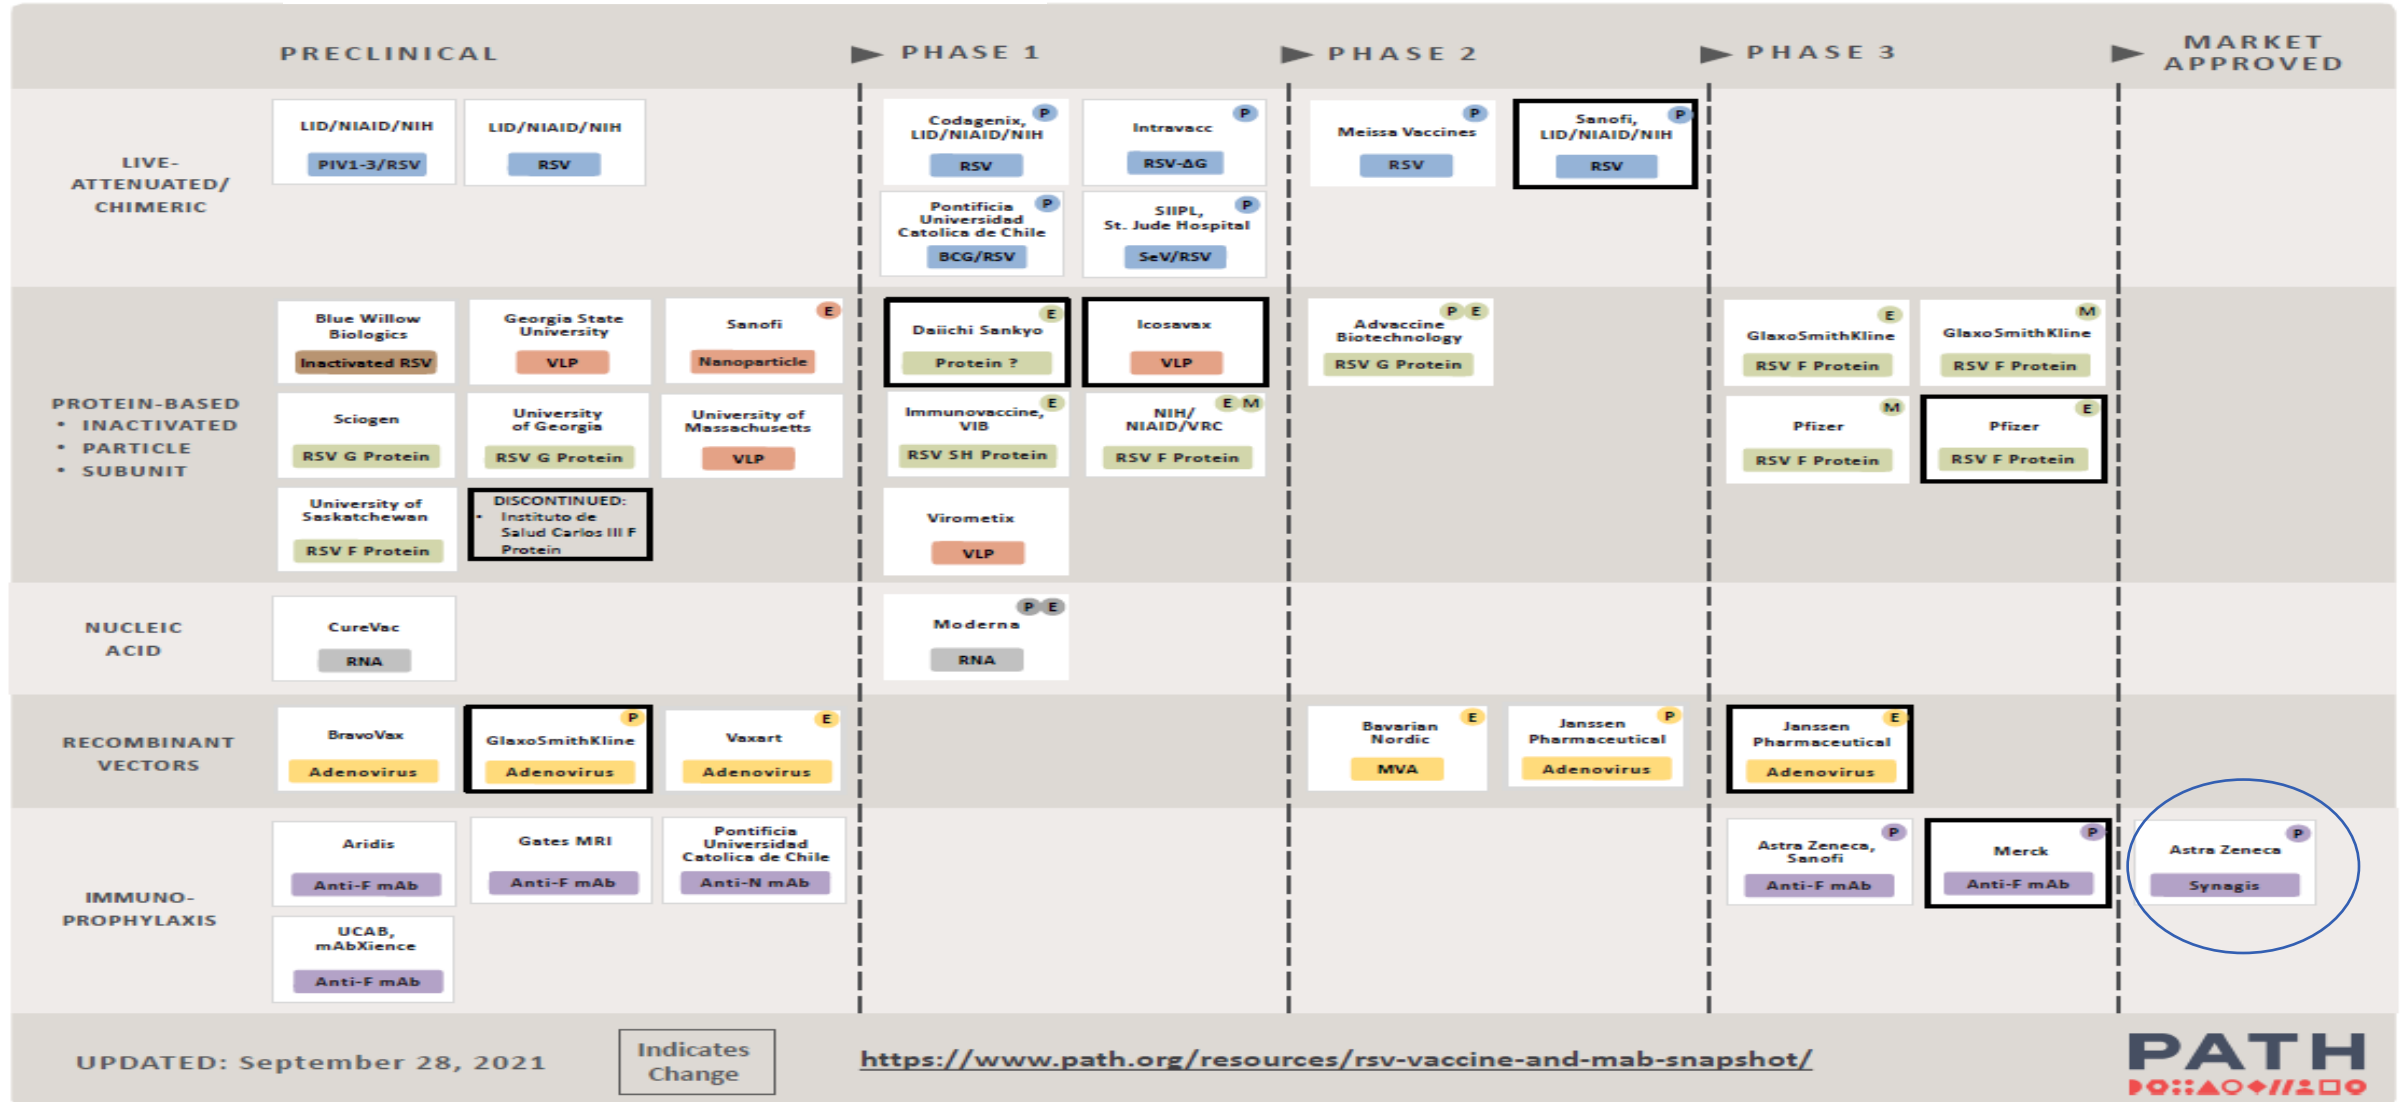 PRECLINICAL
PHASE 1
PHASE 2
PHASE 3
MARKET
APPROVED
LIVE-
ATTENUATED/
CHIMERIC
LID/NIAID/NIH
PIV1-3/RSV
LID/NIAID/NIH
RSV
P
Codagenix,
LID/NIAID/NIH
RSV
P
Intravacc
RSV-ΔG
P
Meissa Vaccines
RSV
P
Sanofi,
LID/NIAID/NIH
RSV
P
Pontificia
Universidad
Catolica de Chile
BCG/RSV
P
SIIPL,
St. Jude Hospital
SeV/RSV
PROTEIN-BASED
• INACTIVATED
• PARTICLE
• SUBUNIT
Blue Willow
Biologics
Inactivated RSV
Georgia State
University
VLP
E
Sanofi
Nanoparticle
E
Daiichi Sankyo
Protein ?
Icosavax
VLP
P E
Advaccine
Biotechnology
RSV G Protein
E
GlaxoSmithKline
RSV F Protein
M
GlaxoSmithKline
RSV F Protein
Sciogen
RSV G Protein
University
of Georgia
RSV G Protein
University of
Massachusetts
VLP
E
Immunovaccine,
VIB
RSV SH Protein
E M
NIH/
NIAID/VRC
RSV F Protein
M
Pfizer
RSV F Protein
E
Pfizer
RSV F Protein
University of
Saskatchewan
RSV F Protein
DISCONTINUED:
• Instituto de
Salud Carlos III F
Protein
Virometix
VLP
NUCLEIC
ACID
CureVac
RNA
P E
Moderna
RNA
RECOMBINANT
VECTORS
BravoVax
Adenovirus
P
GlaxoSmithKline
Adenovirus
E
Vaxart
Adenovirus
E
Bavarian
Nordic
MVA
P
Janssen
Pharmaceutical
Adenovirus
E
Janssen
Pharmaceutical
Adenovirus
IMMUNO-
PROPHYLAXIS
Aridis
Anti-F mAb
Gates MRI
Anti-F mAb
Pontificia
Universidad
Catolica de Chile
Anti-N mAb
P
Astra Zeneca,
Sanofi
Anti-F mAb
P
Merck
Anti-F mAb
P
Astra Zeneca
Synagis
UCAB,
mAbXience
Anti-F mAb
UPDATED: September 28, 2021
Indicates
Change
https://www.path.org/resources/rsv-vaccine-and-mab-snapshot/
PATH